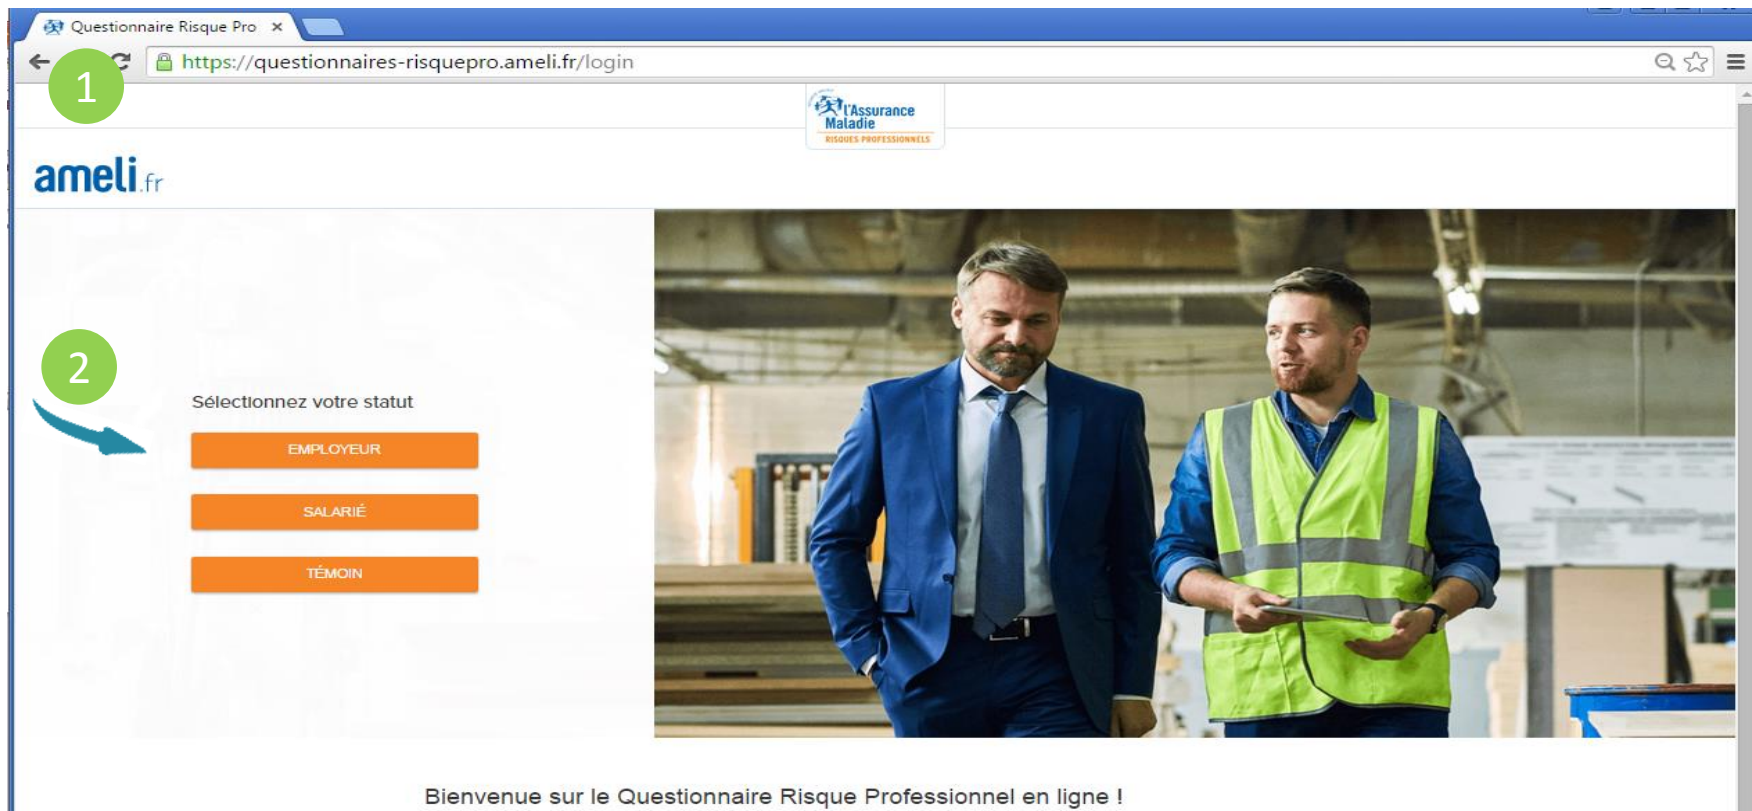 Questionnaire Risque Pro
https://questionnaires-risquepro.ameli.fr/login
1
l'Assurance
Maladie
RISQUES PROFESSIONNELS
ameli.fr
2
Sélectionnez votre statut
EMPLOYEUR
SALARIÉ
TÉMOIN
Bienvenue sur le Questionnaire Risque Professionnel en ligne !